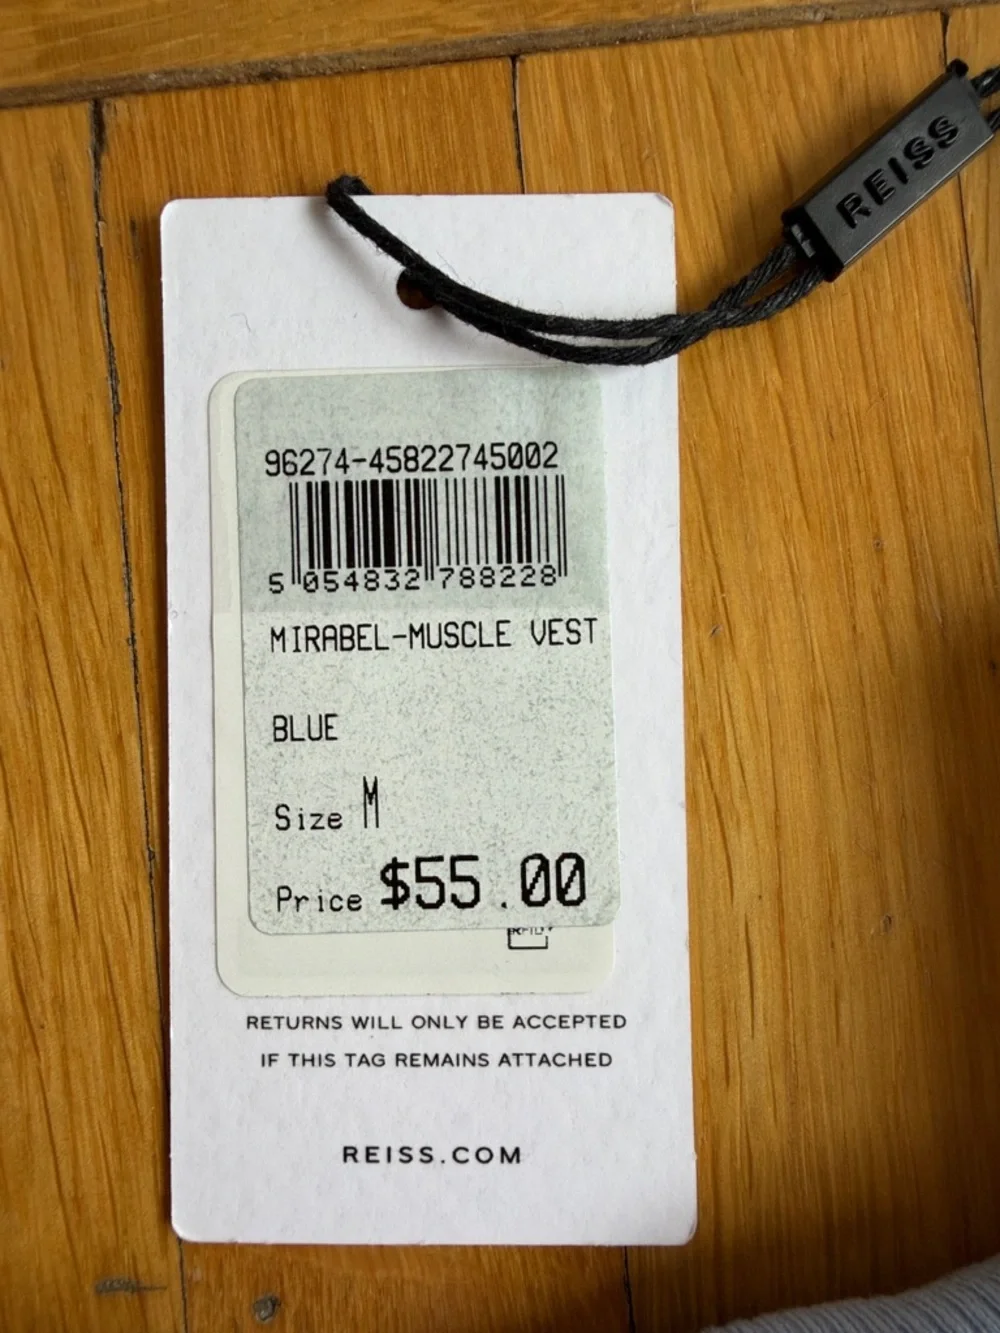 REISS
96274-45822745002
5 054832 788228
MIRABEL-MUSCLE VEST
BLUE
Size M
Price $55.00
RETURNS WILL ONLY BE ACCEPTED
IF THIS TAG REMAINS ATTACHED
REISS.COM